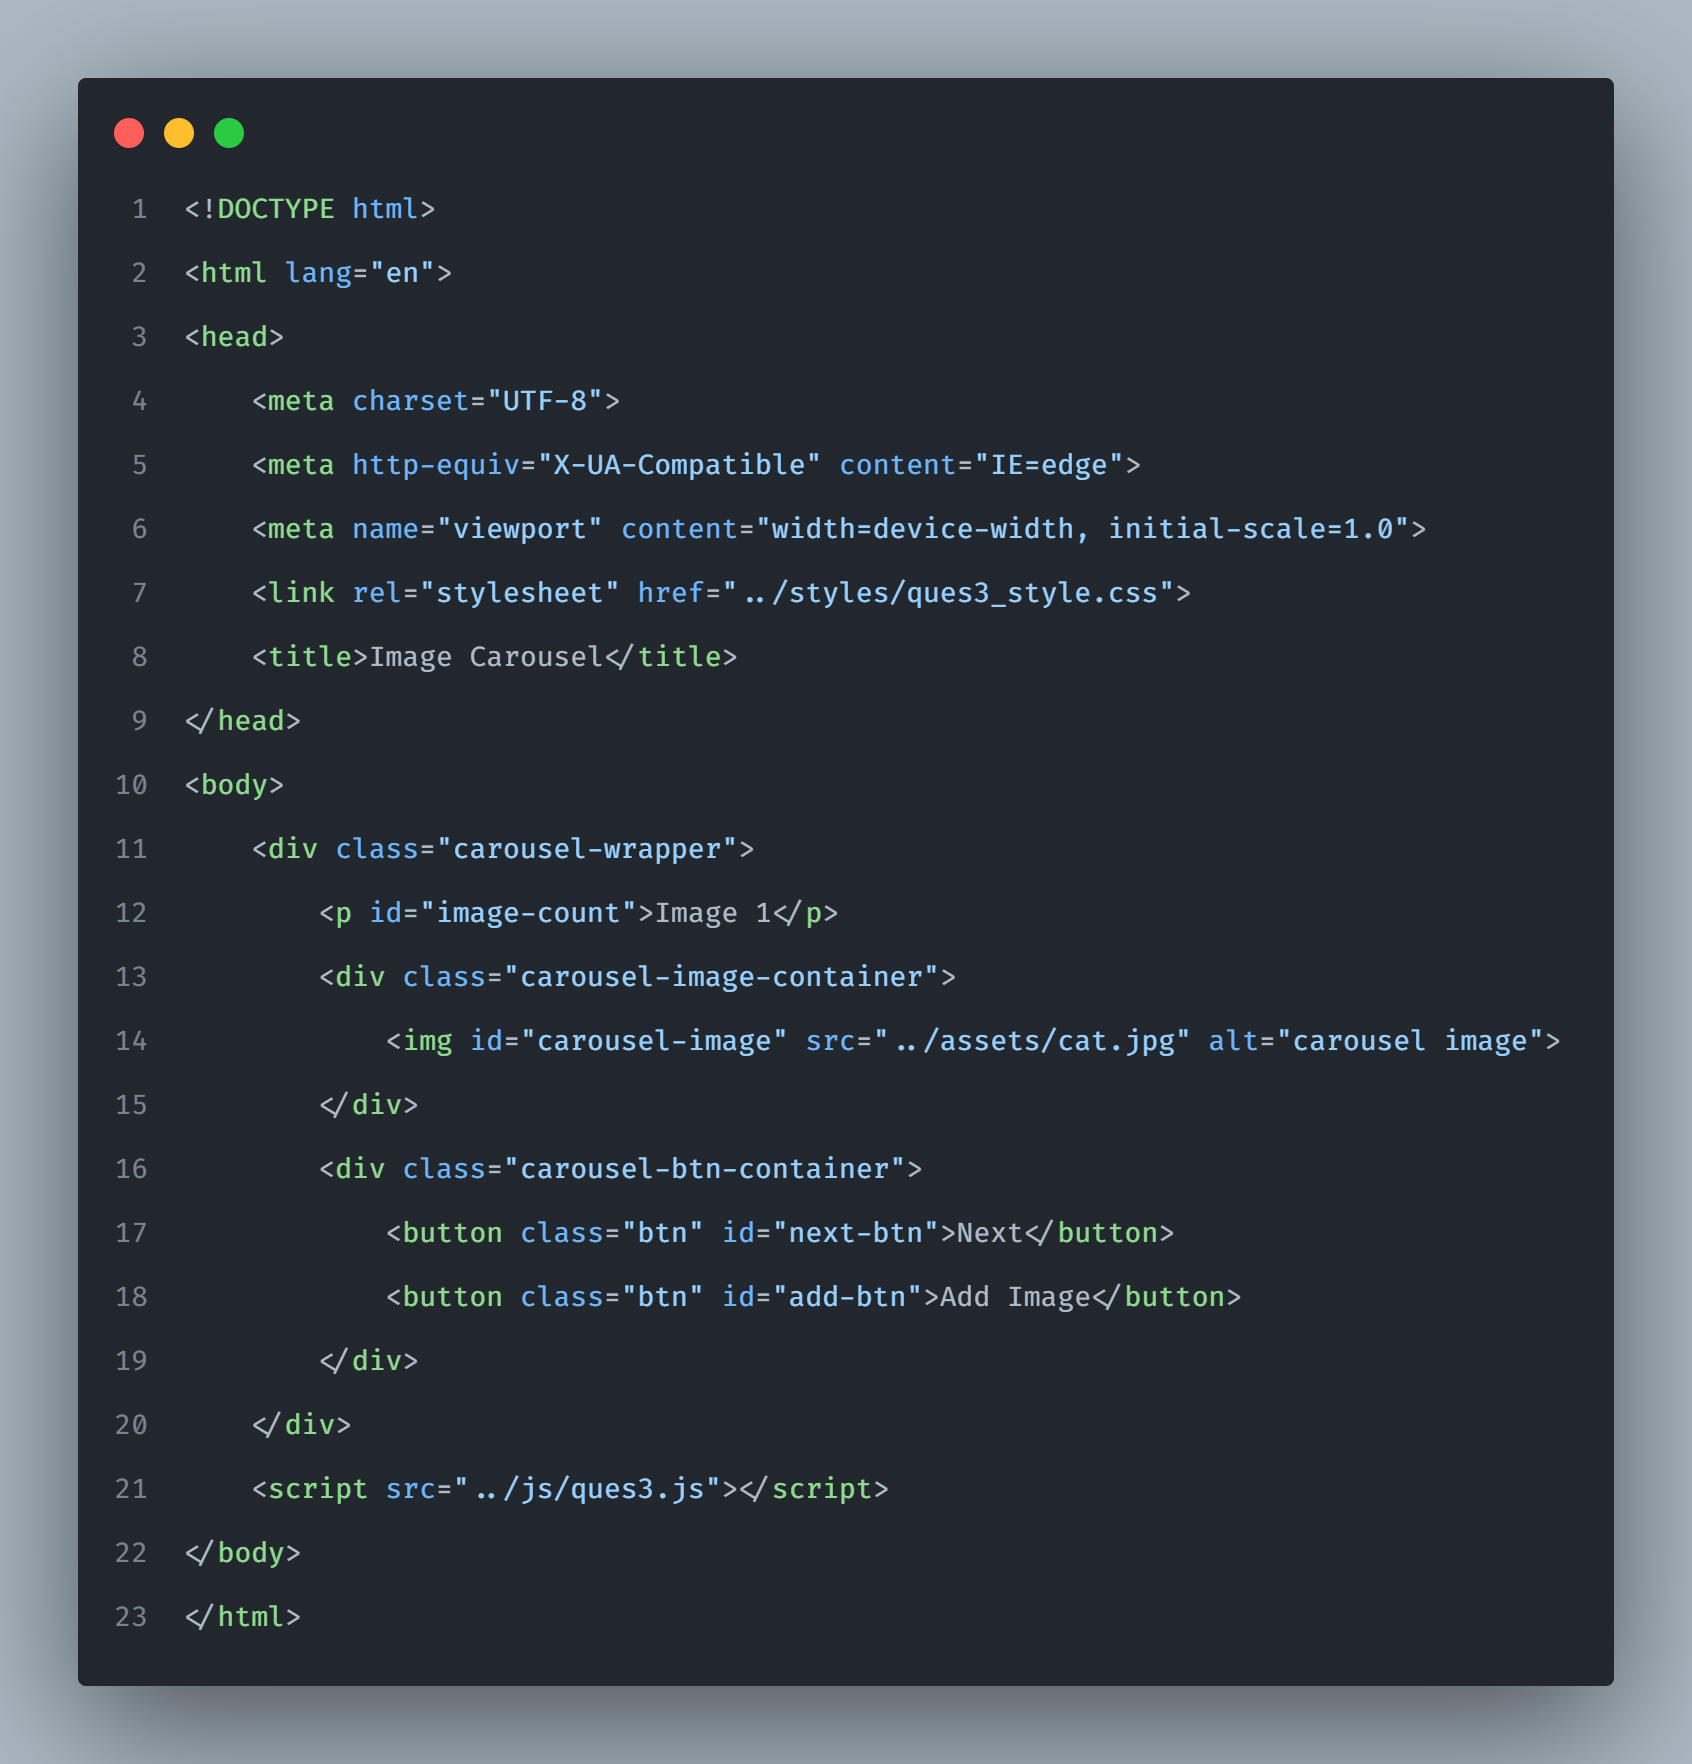 1 <!DOCTYPE html>
2 <html lang="en">
3 <head>
4     <meta charset="UTF-8">
5     <meta http-equiv="X-UA-Compatible" content="IE=edge">
6     <meta name="viewport" content="width=device-width, initial-scale=1.0">
7     <link rel="stylesheet" href="../styles/ques3_style.css">
8     <title>Image Carousel</title>
9 </head>
10 <body>
11     <div class="carousel-wrapper">
12         <p id="image-count">Image 1</p>
13         <div class="carousel-image-container">
14             <img id="carousel-image" src="../assets/cat.jpg" alt="carousel image">
15         </div>
16         <div class="carousel-btn-container">
17             <button class="btn" id="next-btn">Next</button>
18             <button class="btn" id="add-btn">Add Image</button>
19         </div>
20     </div>
21     <script src="../js/ques3.js"></script>
22 </body>
23 </html>